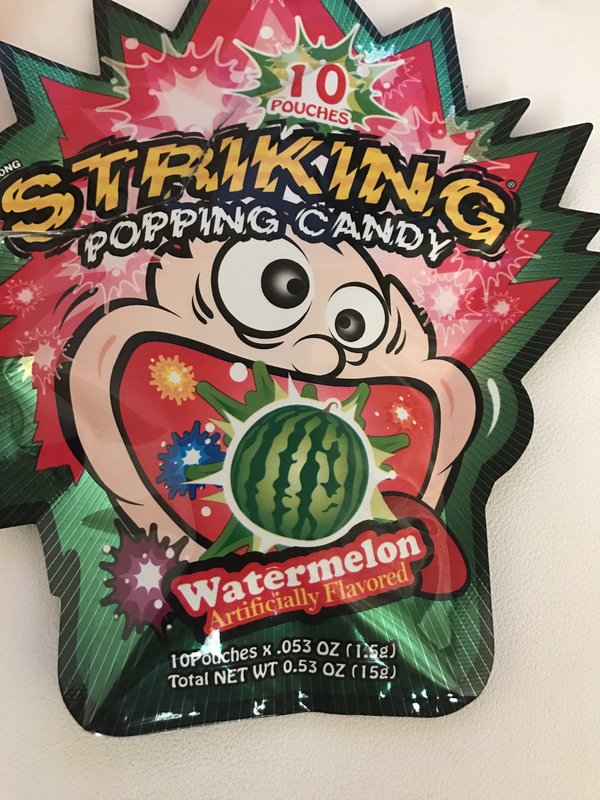 10
POUCHES
STRIKING®
POPPING CANDY
Watermelon
Artificially Flavored
10Pouches x .053 OZ (1.5g)
Total NET WT 0.53 OZ (15g)